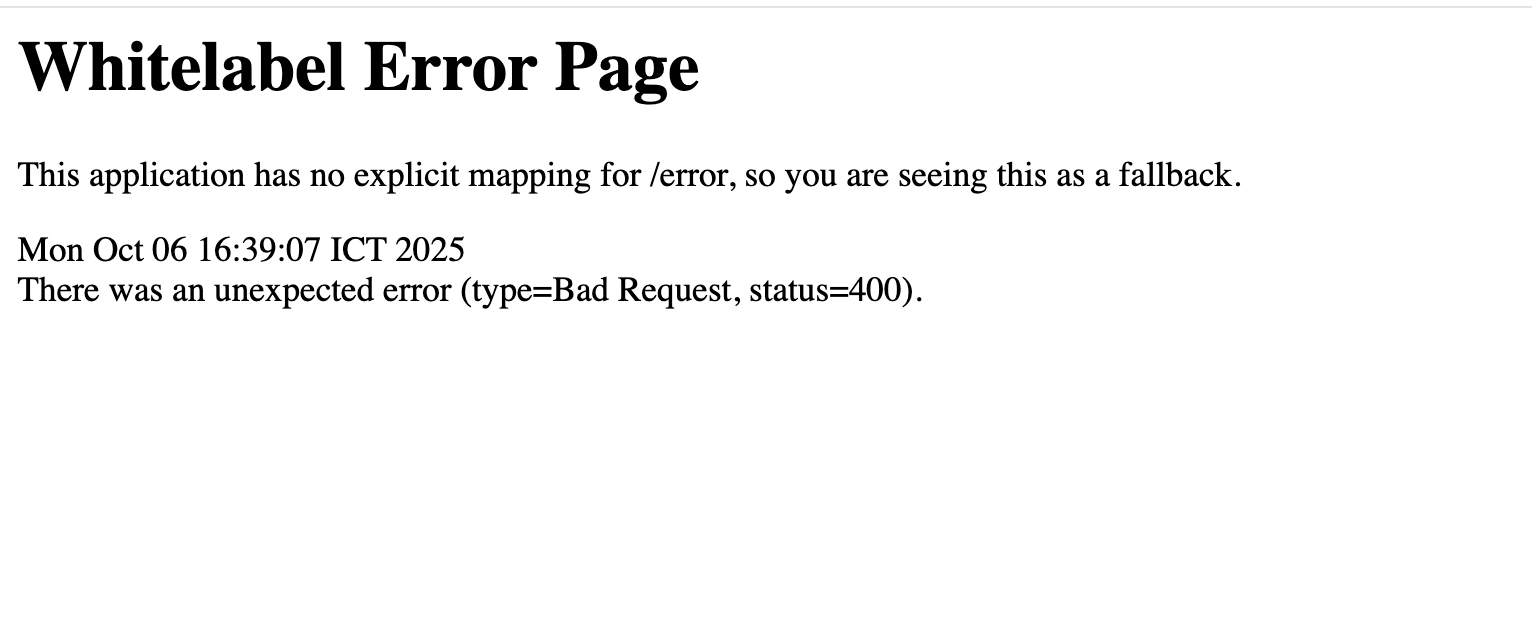 Whitelabel Error Page
This application has no explicit mapping for /error, so you are seeing this as a fallback.
Mon Oct 06 16:39:07 ICT 2025
There was an unexpected error (type=Bad Request, status=400).